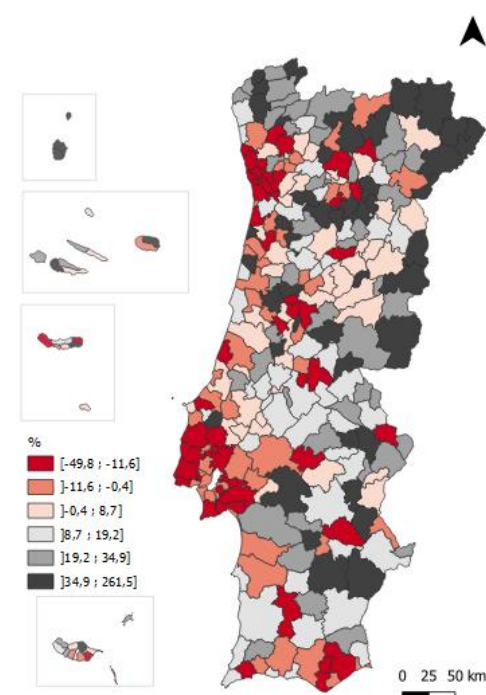 %
[-49,8 ; -11,6]
]-11,6 ; -0,4]
]-0,4 ; 8,7]
]8,7 ; 19,2]
]19,2 ; 34,9]
]34,9 ; 261,5]
0 25 50 km